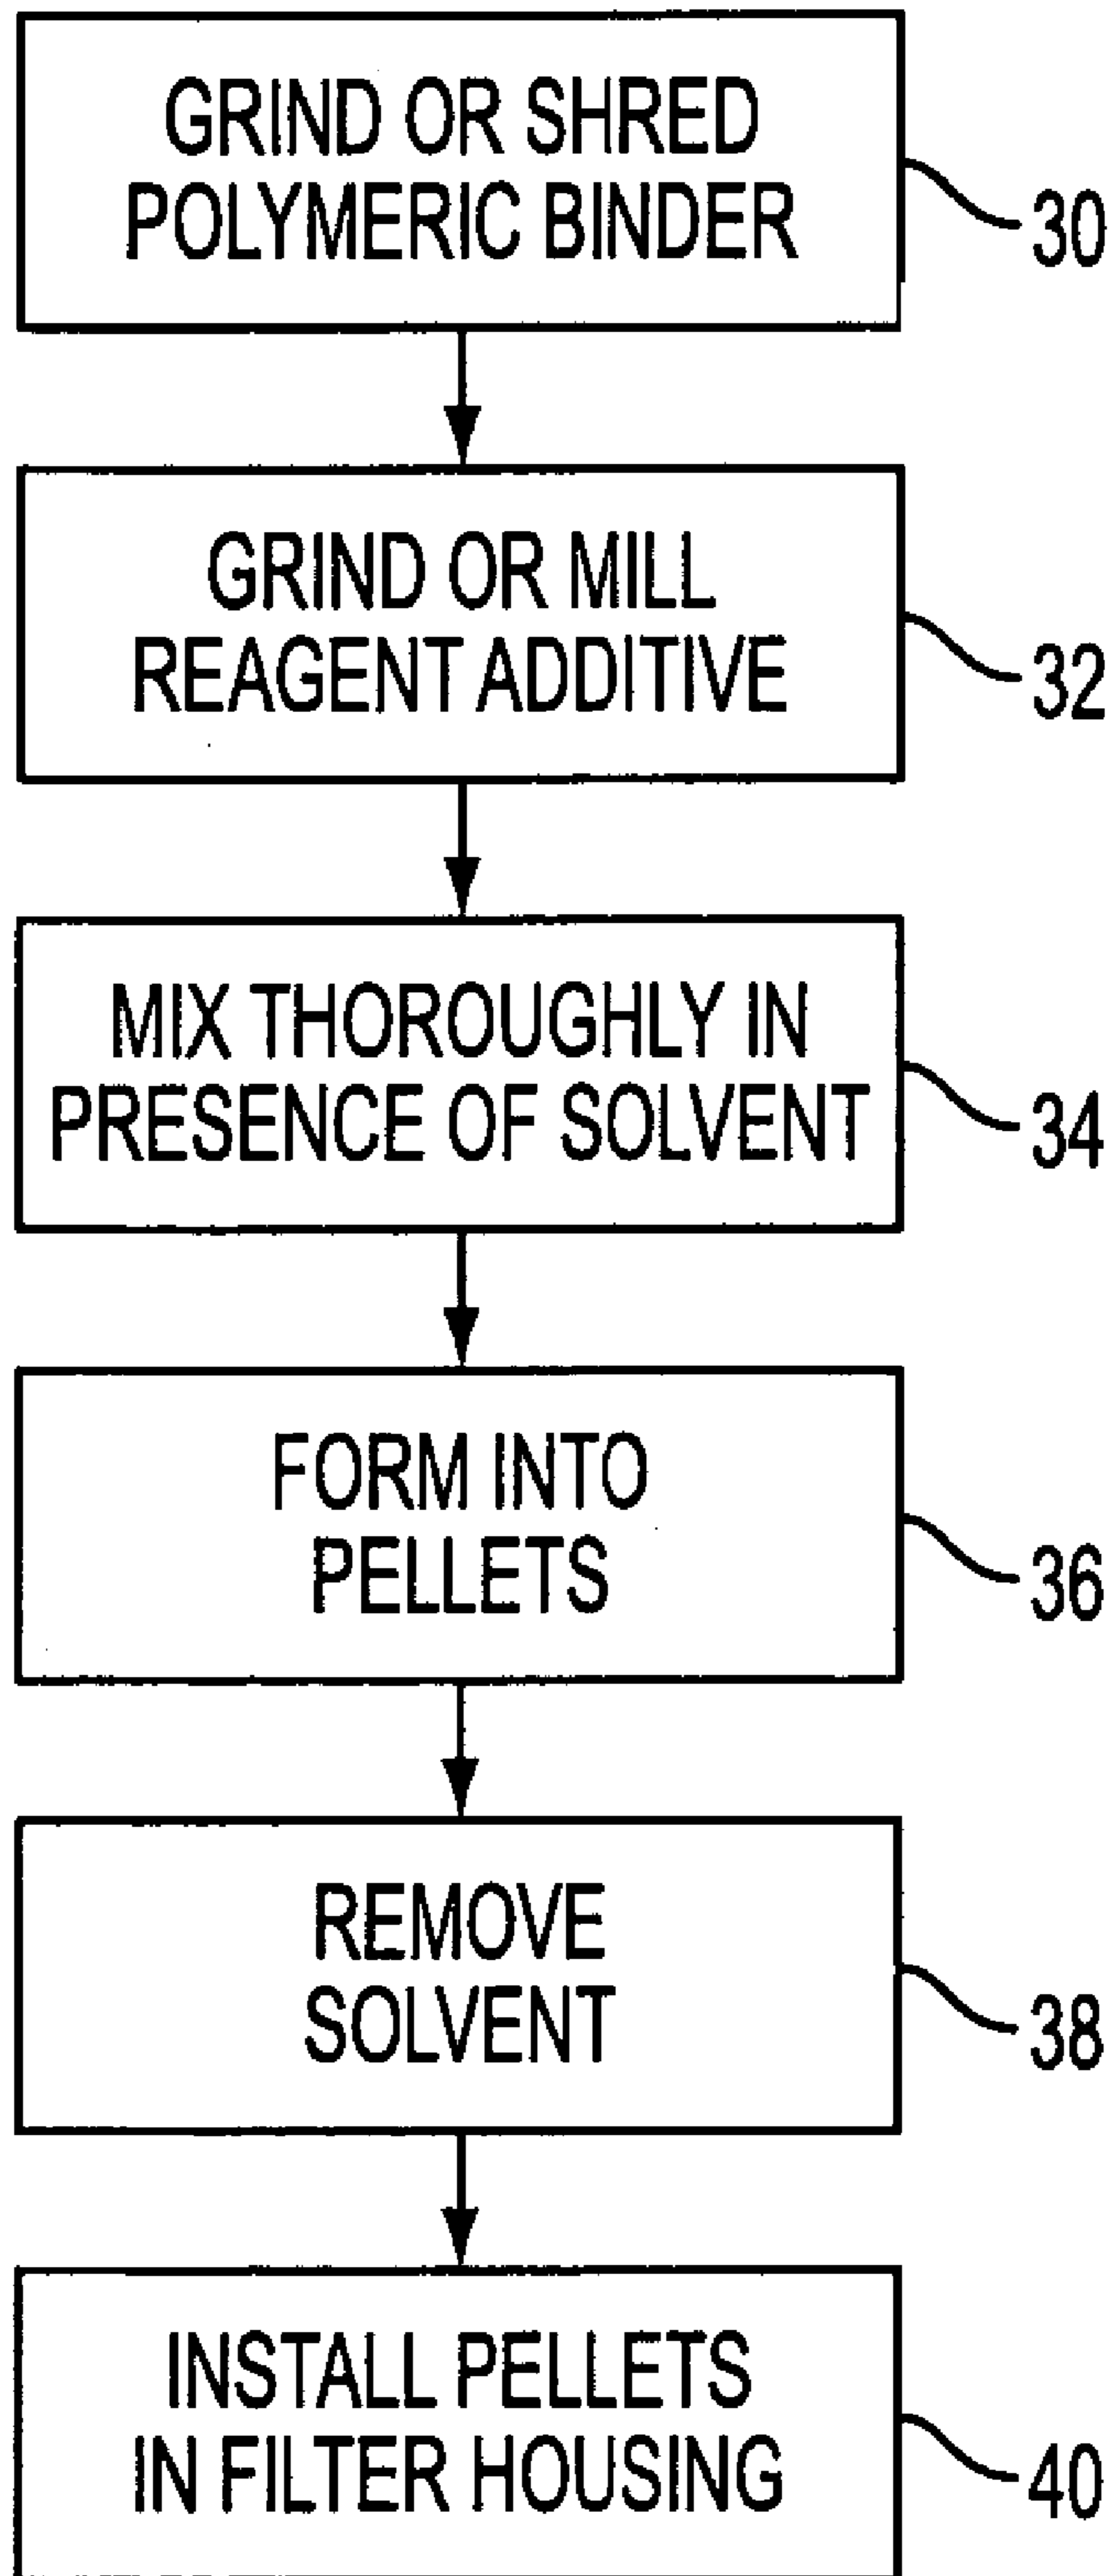 GRIND OR SHRED
POLYMERIC BINDER
30
GRIND OR MILL
REAGENT ADDITIVE
32
MIX THOROUGHLY IN
PRESENCE OF SOLVENT
34
FORM INTO
PELLETS
36
REMOVE
SOLVENT
38
INSTALL PELLETS
IN FILTER HOUSING
40